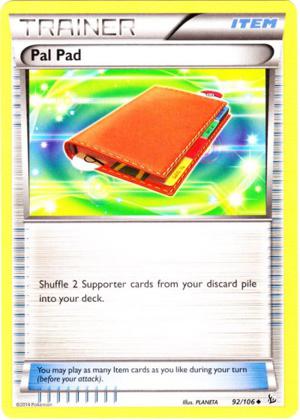 TRAINER
ITEM
Pal Pad
Shuffle 2 Supporter cards from your discard pile
into your deck.
You may play as many Item cards as you like during your turn
(before your attack).
©2014 Pokémon
Illus. PLANETA
92/106 ◆